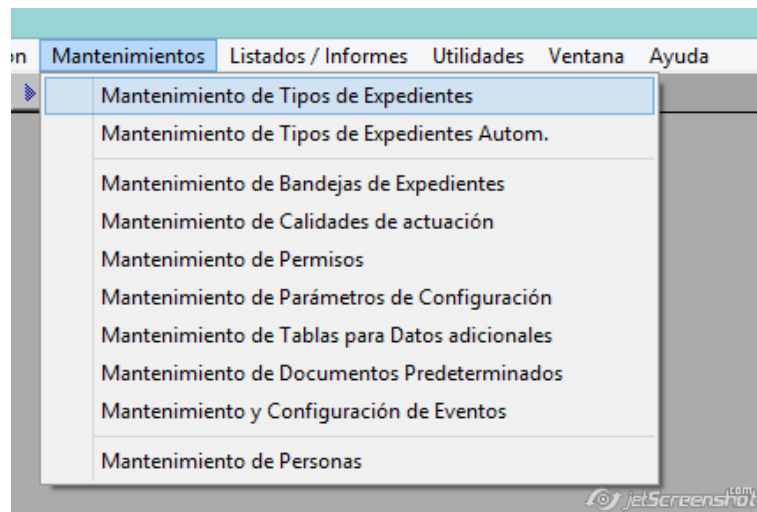 ón Mantenimientos Listados / Informes Utilidades Ventana Ayuda
Mantenimiento de Tipos de Expedientes
Mantenimiento de Tipos de Expedientes Autom.
Mantenimiento de Bandejas de Expedientes
Mantenimiento de Calidades de actuación
Mantenimiento de Permisos
Mantenimiento de Parámetros de Configuración
Mantenimiento de Tablas para Datos adicionales
Mantenimiento de Documentos Predeterminados
Mantenimiento y Configuración de Eventos
Mantenimiento de Personas
jetScreenshot .com